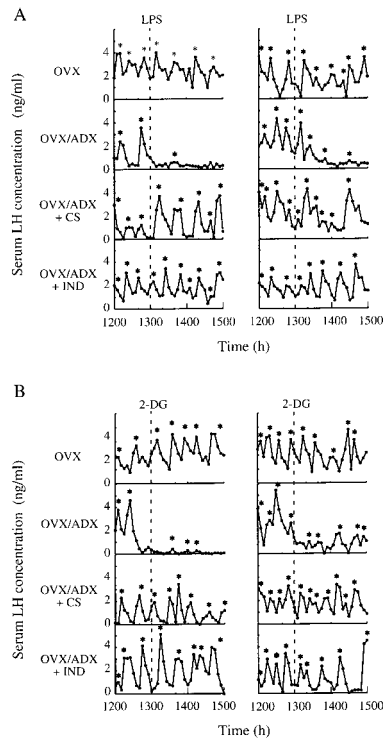 A
LPS
LPS
Serum LH concentration (ng/ml)
OVX
4
2
0
OVX/ADX
4
2
0
OVX/ADX
+ CS
4
2
0
OVX/ADX
+ IND
4
2
0
1200 1300 1400 1500
1200 1300 1400 1500
Time (h)
Time (h)
B
2-DG
2-DG
Serum LH concentration (ng/ml)
OVX
4
2
0
OVX/ADX
4
2
0
OVX/ADX
+ CS
4
2
0
OVX/ADX
+ IND
4
2
0
1200 1300 1400 1500
1200 1300 1400 1500
Time (h)
Time (h)